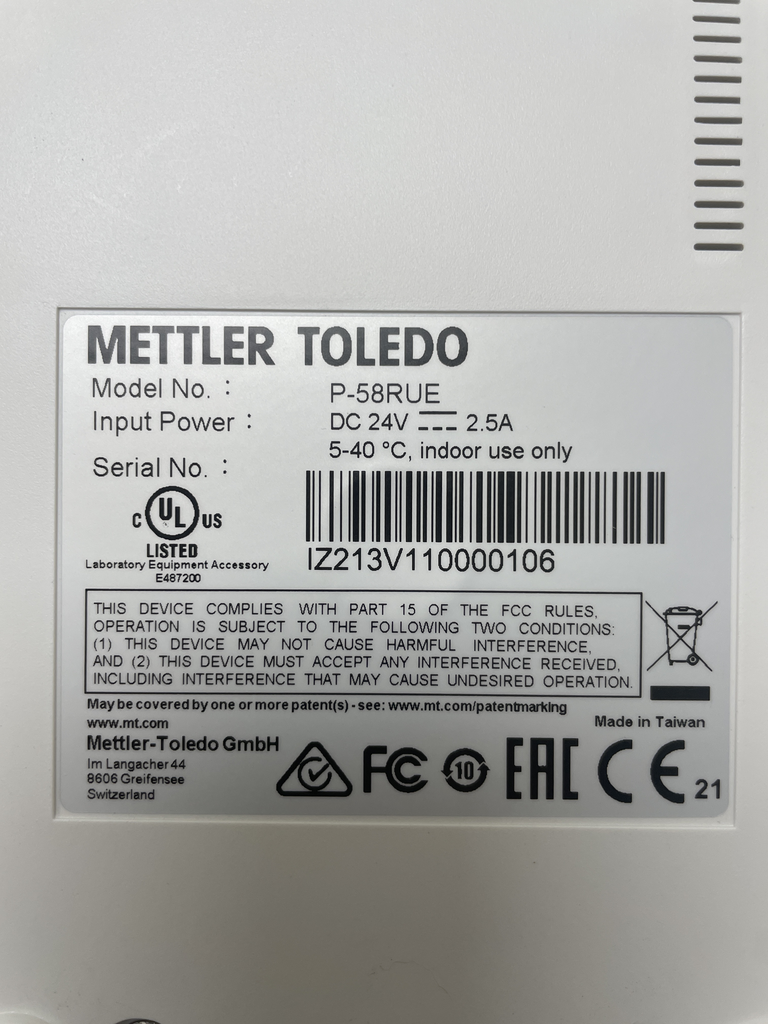 METTLER TOLEDO
Model No. : P-58RUE
Input Power : DC 24V 2.5A
5-40 °C, indoor use only
Serial No. :
C UL US
LISTED
IZ213V110000106
Laboratory Equipment Accessory
E487200
THIS DEVICE COMPLIES WITH PART 15 OF THE FCC RULES,
OPERATION IS SUBJECT TO THE FOLLOWING TWO CONDITIONS:
(1) THIS DEVICE MAY NOT CAUSE HARMFUL INTERFERENCE,
AND (2) THIS DEVICE MUST ACCEPT ANY INTERFERENCE RECEIVED,
INCLUDING INTERFERENCE THAT MAY CAUSE UNDESIRED OPERATION.
May be covered by one or more patent(s) - see: www.mt.com/patentmarking
www.mt.com
Made in Taiwan
Mettler-Toledo GmbH
Im Langacher 44
8606 Greifensee
Switzerland
FC 10 EAC CE 21